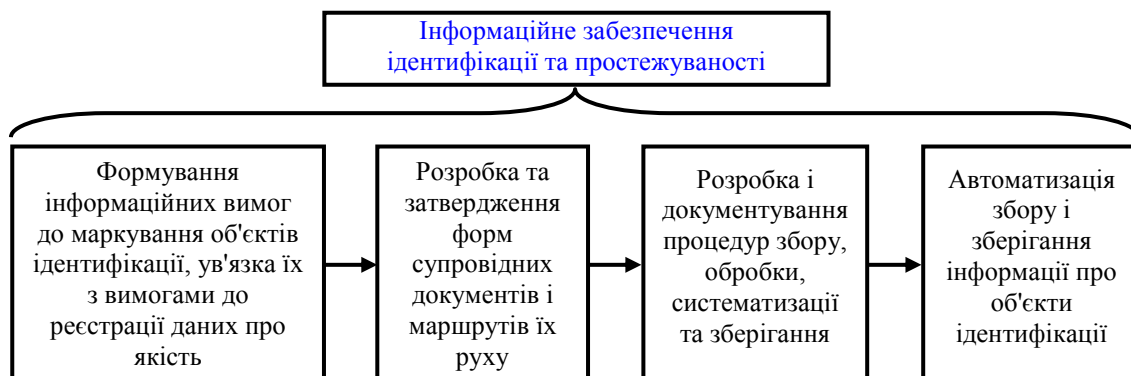 Інформаційне забезпечення
ідентифікації та простежуваності
Формування
інформаційних вимог
до маркування об'єктів
ідентифікації, ув'язка їх
з вимогами до
реєстрації даних про
якість
Розробка та
затвердження
форм
супровідних
документів і
маршрутів їх
руху
Розробка і
документування
процедур збору,
обробки,
систематизації
та зберігання
Автоматизація
збору і
зберігання
інформації про
об'єкти
ідентифікації